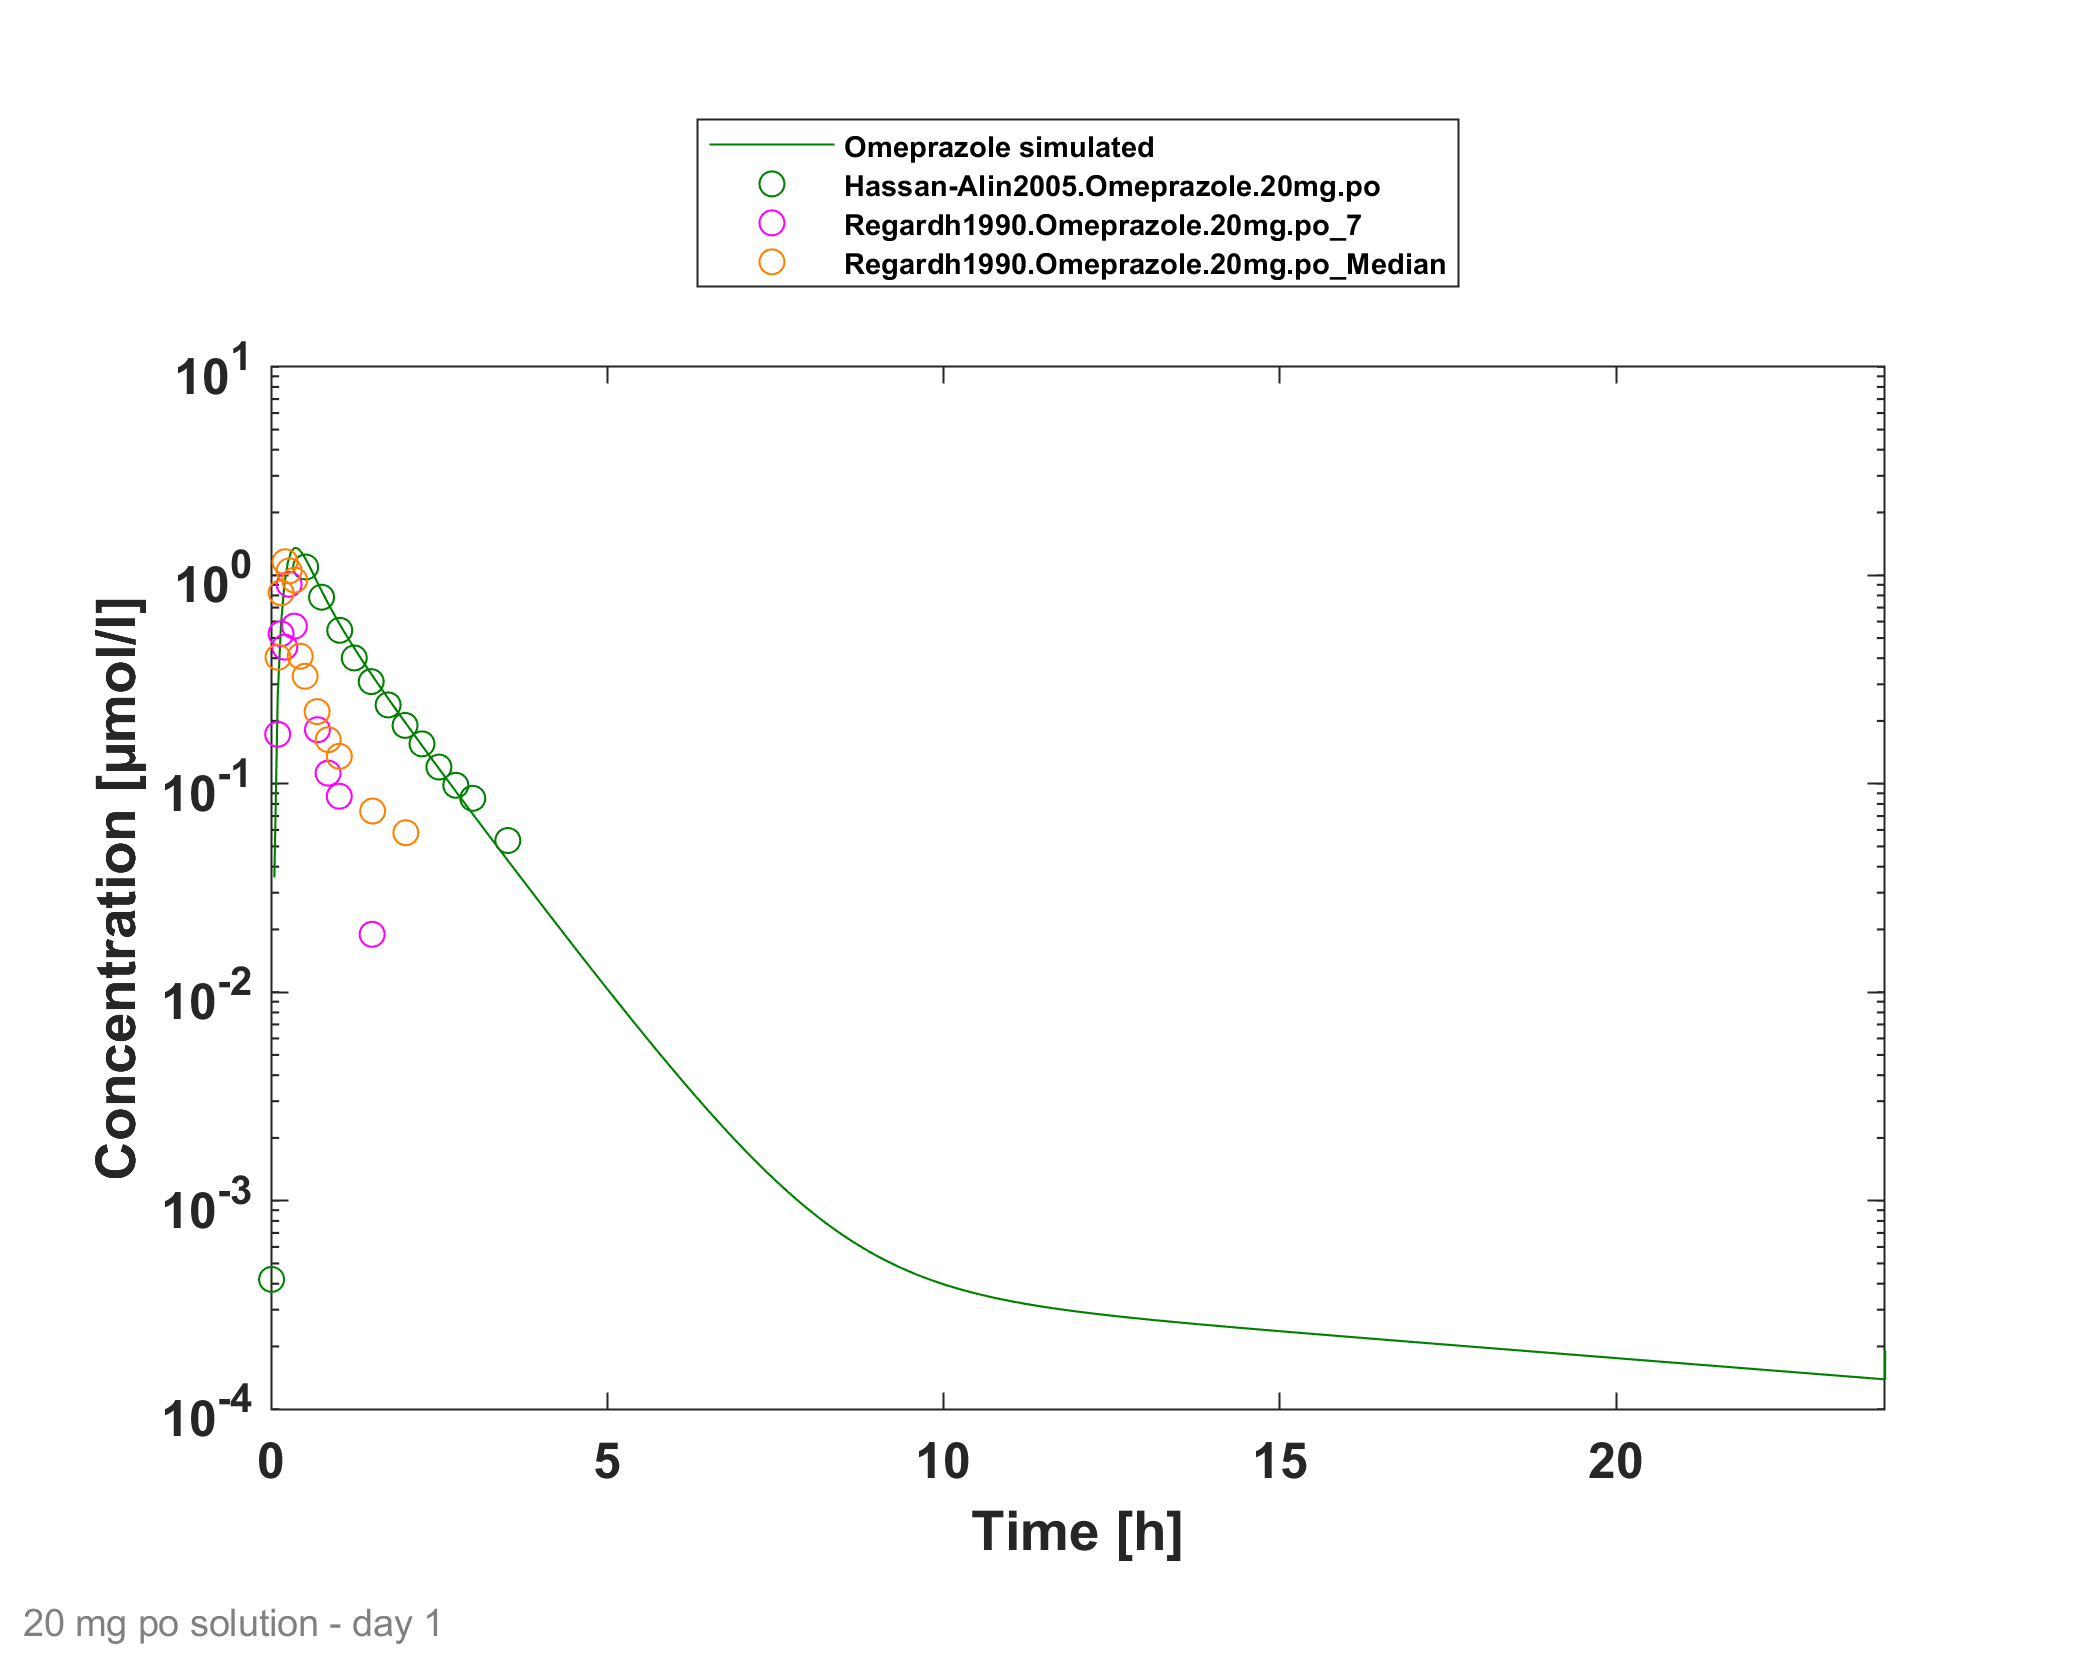 Omeprazole simulated
Hassan-Alin2005.Omeprazole.20mg.po
Regardh1990.Omeprazole.20mg.po_7
Regardh1990.Omeprazole.20mg.po_Median
10^1
10^0
10^-1
10^-2
10^-3
10^-4
Concentration [µmol/l]
0 5 10 15 20
Time [h]
20 mg po solution - day 1